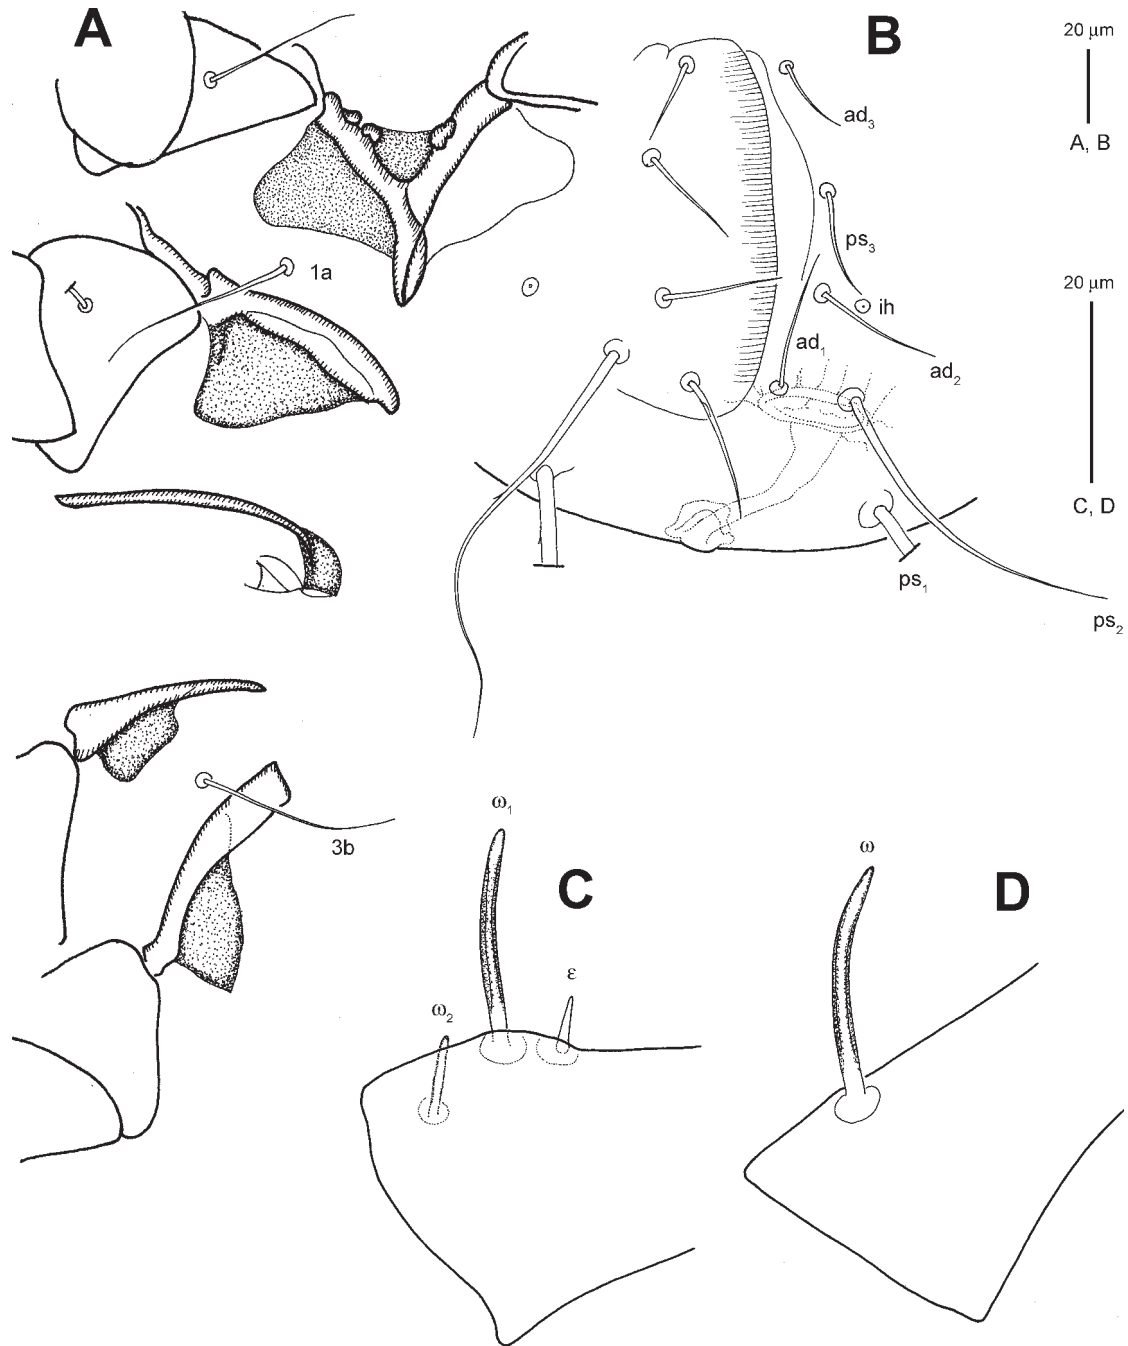 A
B
20 μm
A, B
ad₃
1a
ps₃
ih
20 μm
ad₁
ad₂
C, D
ps₁
ps₂
3b
ω₁
C
ω
D
ε
ω₂